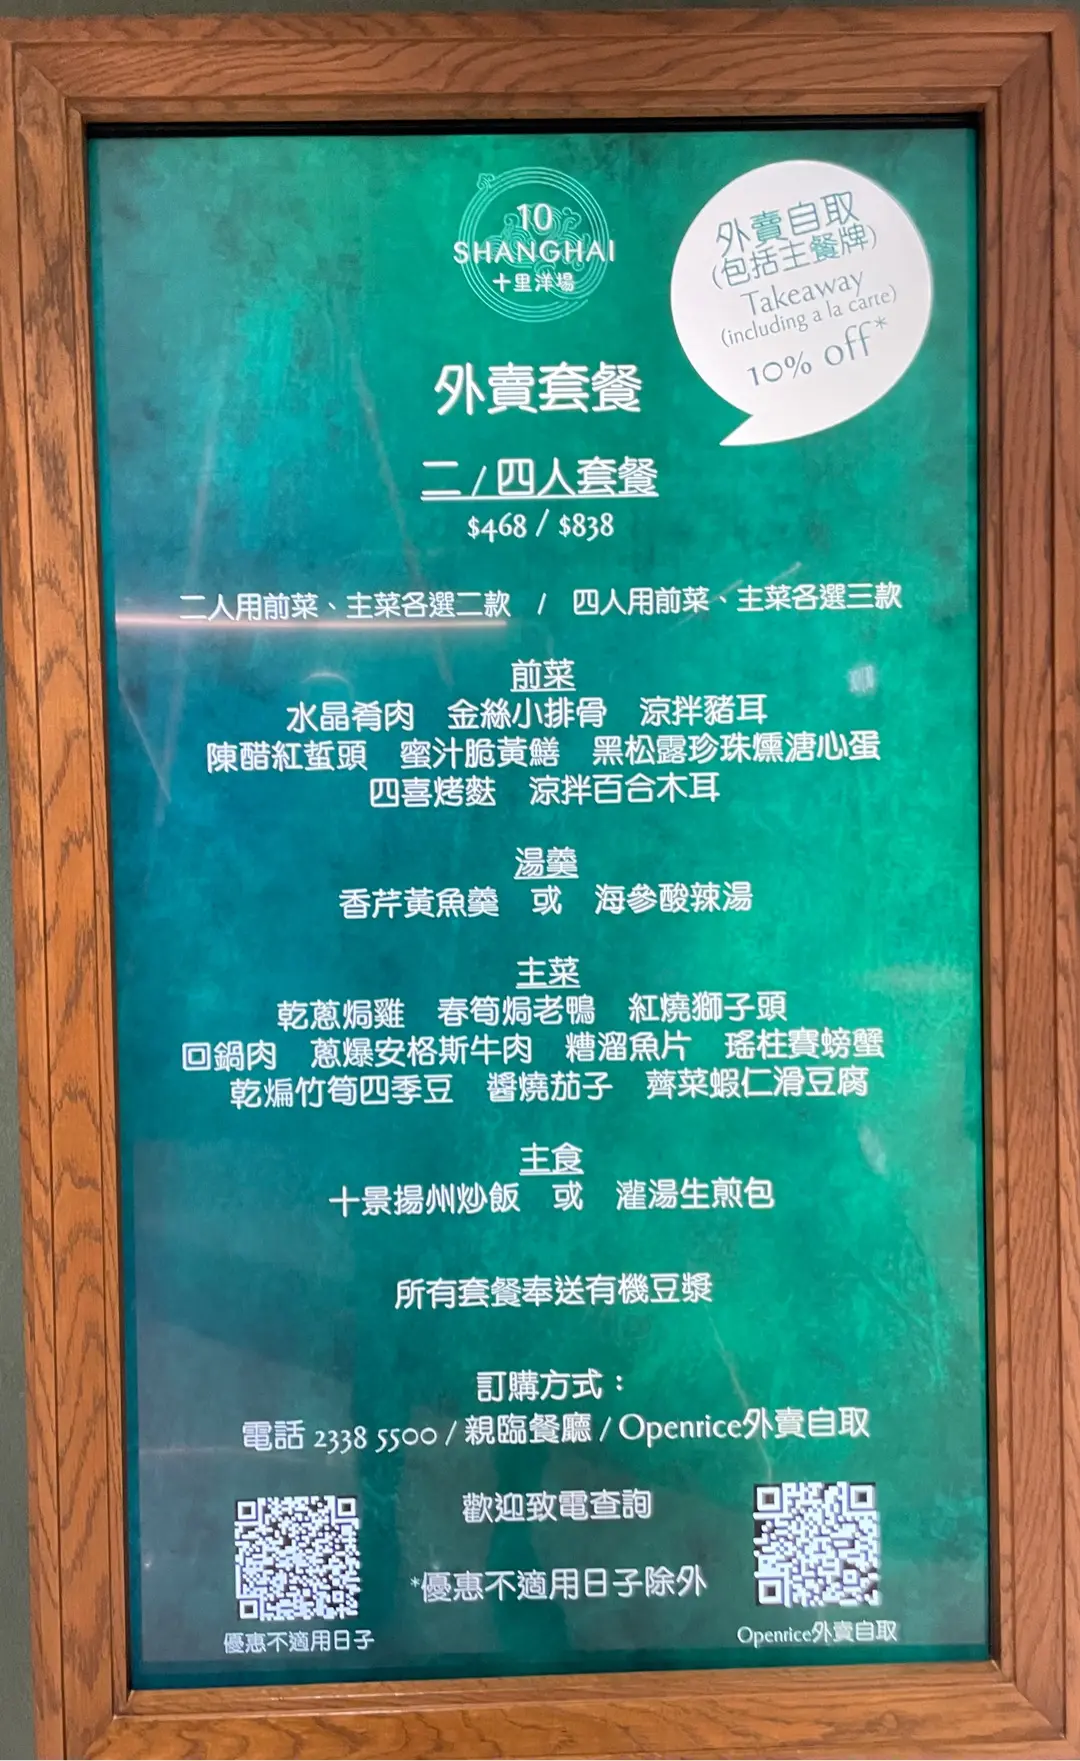 10
SHANGHAI
十里洋場
外賣自取
(包括主餐牌)
Takeaway
(including a la carte)
10% off*
外賣套餐
二 / 四人套餐
$468 / $838
二人用前菜、主菜各選二款 / 四人用前菜、主菜各選三款
前菜
水晶肴肉 金絲小排骨 涼拌豬耳
陳醋紅蜇頭 蜜汁脆黃鱔 黑松露珍珠燻溏心蛋
四喜烤麩 涼拌百合木耳
湯羹
香芹黃魚羹 或 海參酸辣湯
主菜
乾蔥焗雞 春筍焗老鴨 紅燒獅子頭
回鍋肉 蔥爆安格斯牛肉 糟溜魚片 瑤柱賽螃蟹
乾煸竹筍四季豆 醬燒茄子 薺菜蝦仁滑豆腐
主食
十景揚州炒飯 或 灌湯生煎包
所有套餐奉送有機豆漿
訂購方式：
電話 2338 5500 / 親臨餐廳 / Openrice外賣自取
歡迎致電查詢
*優惠不適用日子除外
優惠不適用日子
Openrice外賣自取